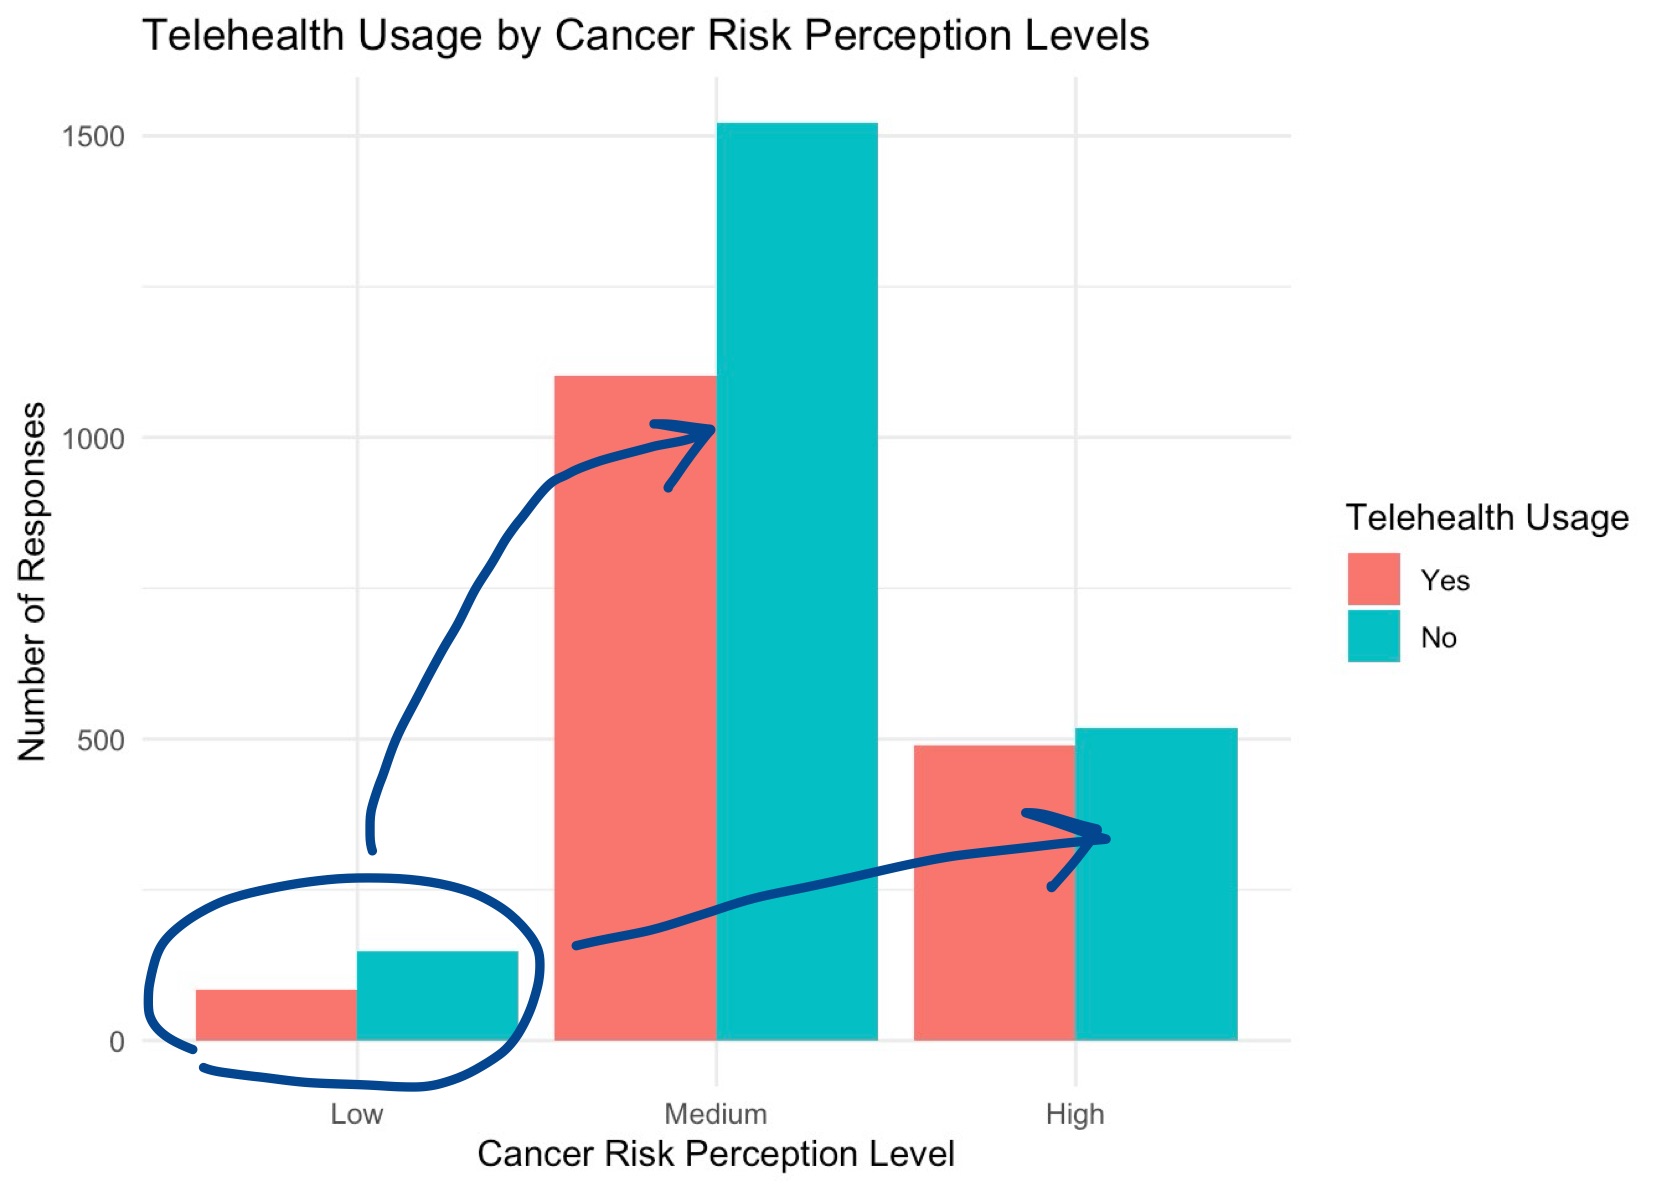 Telehealth Usage by Cancer Risk Perception Levels
1500
1000
500
0
Number of Responses
Low Medium High
Cancer Risk Perception Level
Telehealth Usage
Yes
No